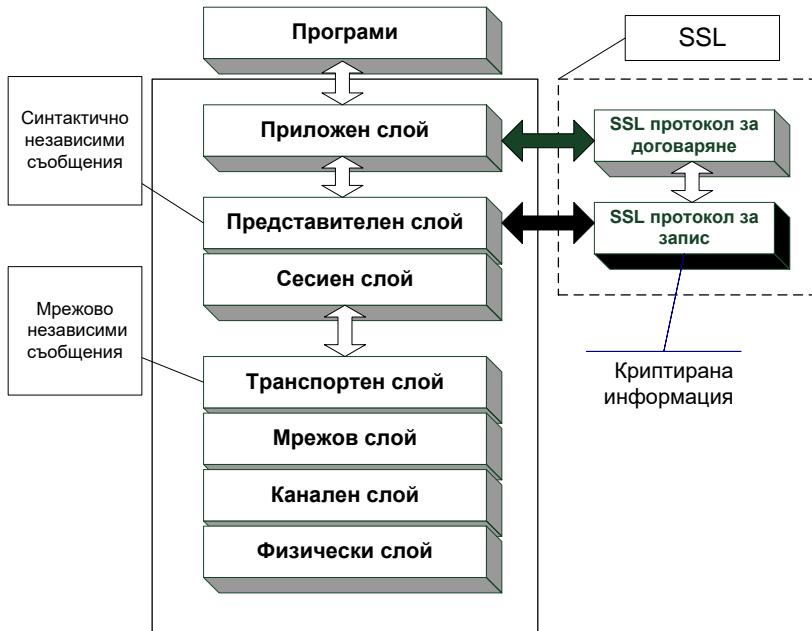 Програми
SSL
Синтактично
независими
съобщения
Приложен слой
SSL протокол за
договаряне
Представителен слой
SSL протокол за
запис
Сесиен слой
Мрежово
независими
съобщения
Транспортен слой
Криптирана
информация
Мрежов слой
Канален слой
Физически слой